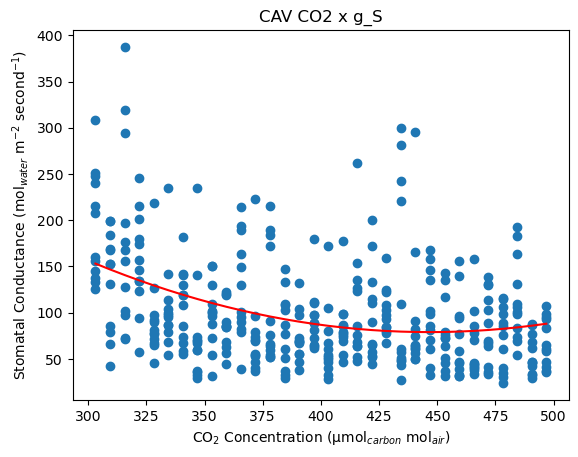 CAV CO2 x g_S
400
350
300
250
200
150
100
50
Stomatal Conductance (mol_water m⁻² second⁻¹)
300 325 350 375 400 425 450 475 500
CO₂ Concentration (μmol_carbon mol_air)